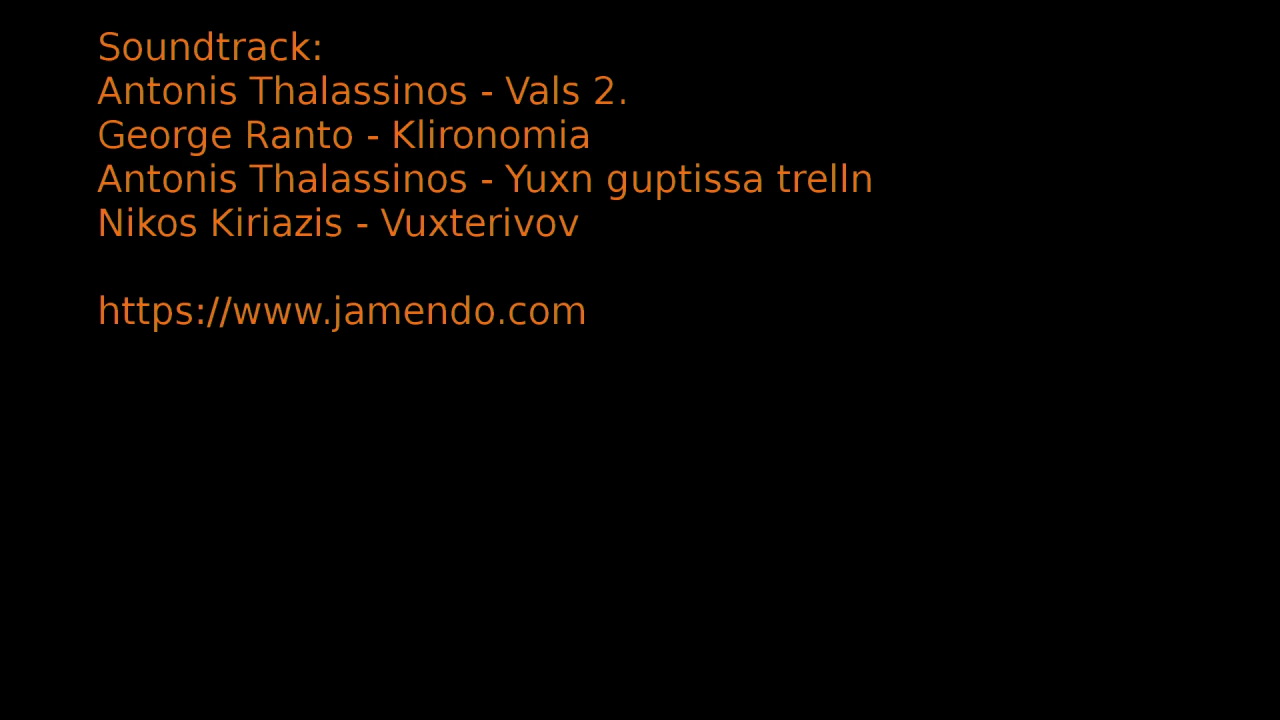 Soundtrack:
Antonis Thalassinos - Vals 2.
George Ranto - Klironomia
Antonis Thalassinos - Yuxn guptissa trelln
Nikos Kiriazis - Vuxterivov
https://www.jamendo.com